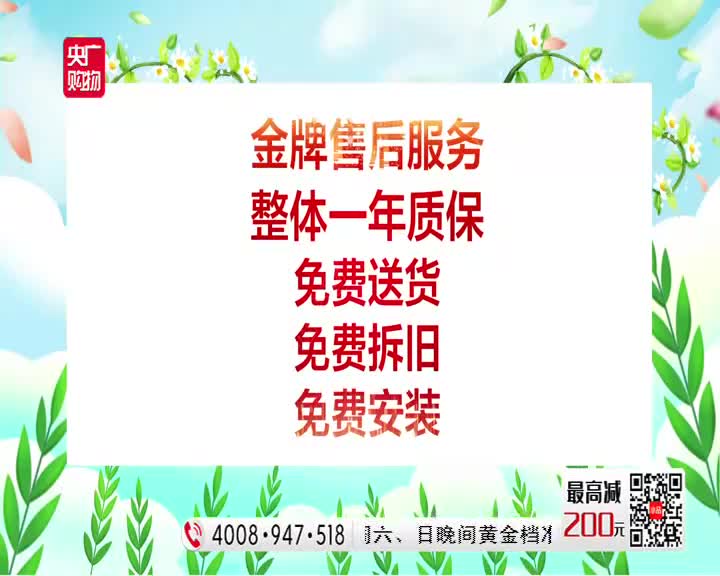 央广
购物
金牌售后服务
整体一年质保
免费送货
免费拆旧
免费安装
最高减
200元
4008·947·518
六、日晚间黄金档